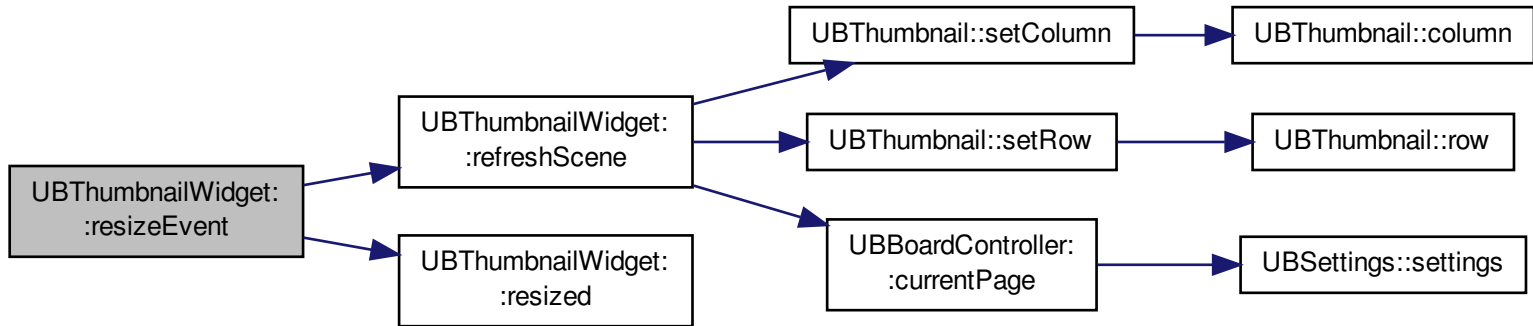 UBThumbnailWidget:
:resizeEvent
UBThumbnailWidget:
:refreshScene
UBThumbnailWidget:
:resized
UBThumbnail::setColumn
UBThumbnail::setRow
UBBoardController:
:currentPage
UBThumbnail::column
UBThumbnail::row
UBSettings::settings